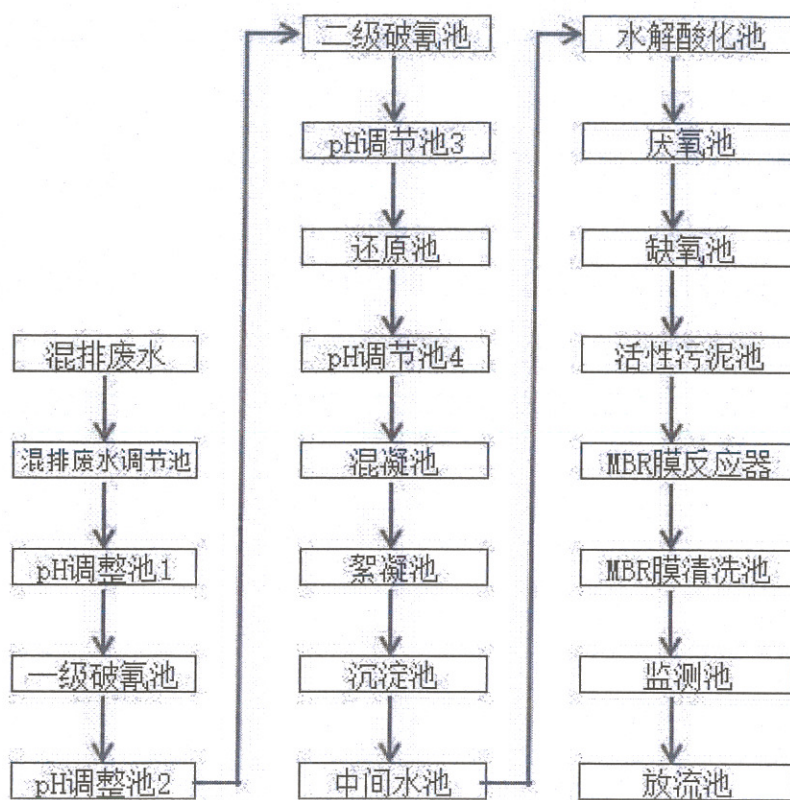 混排废水
混排废水调节池
pH调整池1
一级破氰池
pH调整池2
二级破氰池
pH调节池3
还原池
pH调节池4
混凝池
絮凝池
沉淀池
中间水池
水解酸化池
厌氧池
缺氧池
活性污泥池
MBR膜反应器
MBR膜清洗池
监测池
放流池